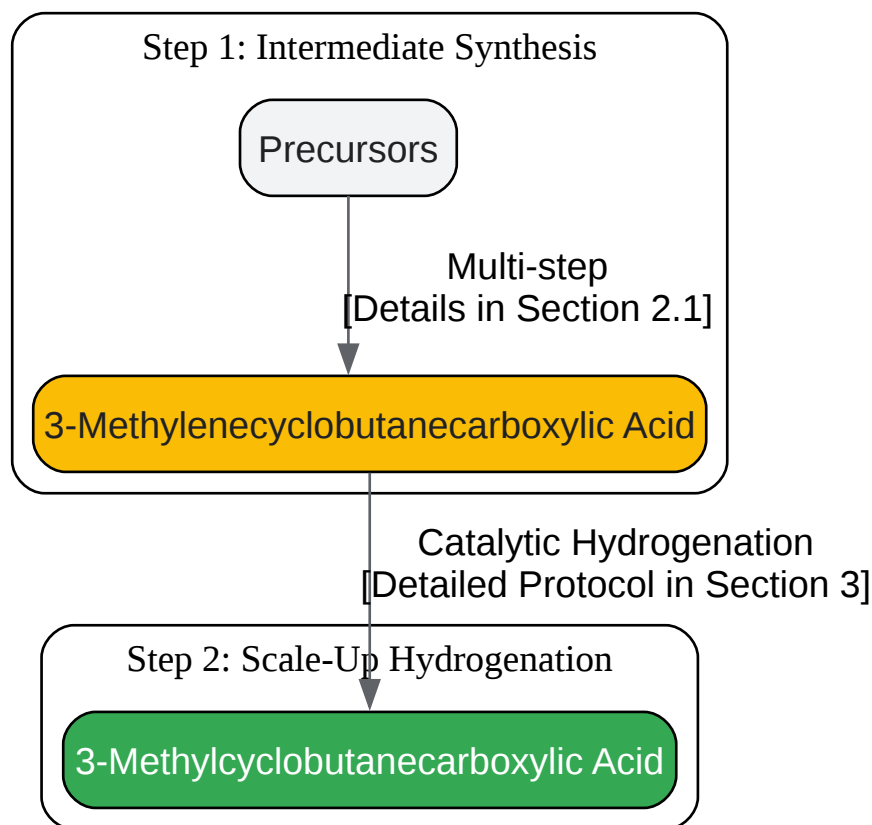 Step 1: Intermediate Synthesis
Precursors
Multi-step
[Details in Section 2.1]
3-Methylenecyclobutanecarboxylic Acid
Catalytic Hydrogenation
[Detailed Protocol in Section 3]
Step 2: Scale-Up Hydrogenation
3-Methylcyclobutanecarboxylic Acid